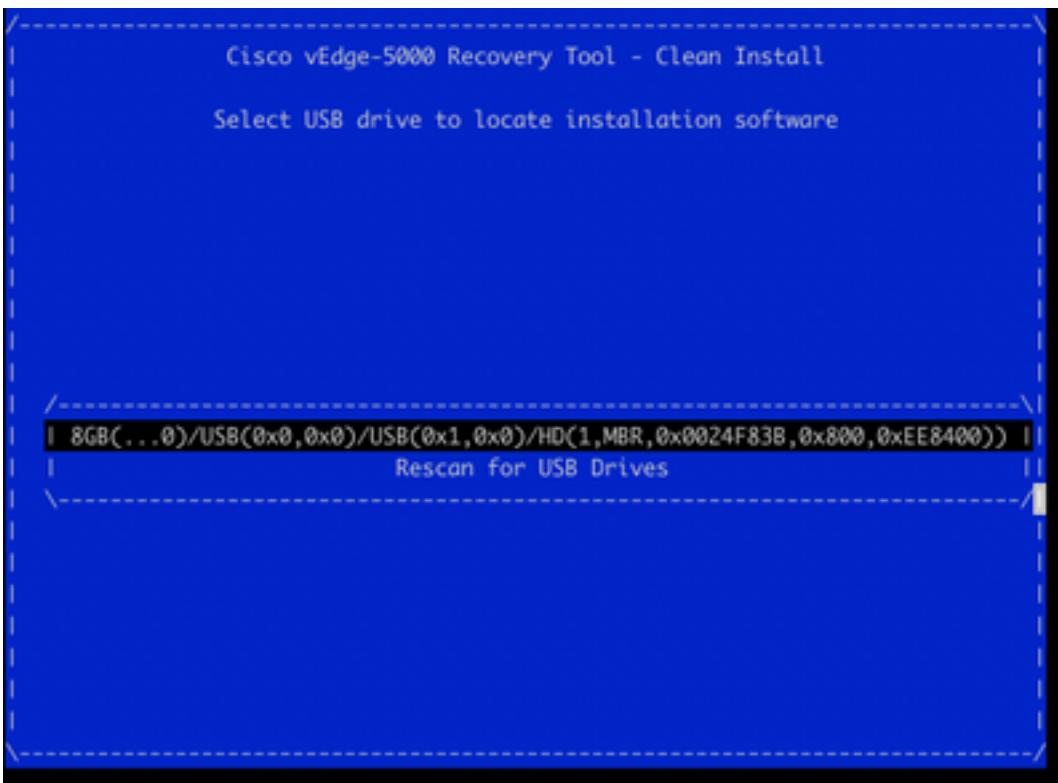 Cisco vEdge-5000 Recovery Tool - Clean Install
Select USB drive to locate installation software
8GB(...0)/USB(0x0,0x0)/USB(0x1,0x0)/HD(1,MBR,0x0024F83B,0x800,0xEE8400))
Rescan for USB Drives